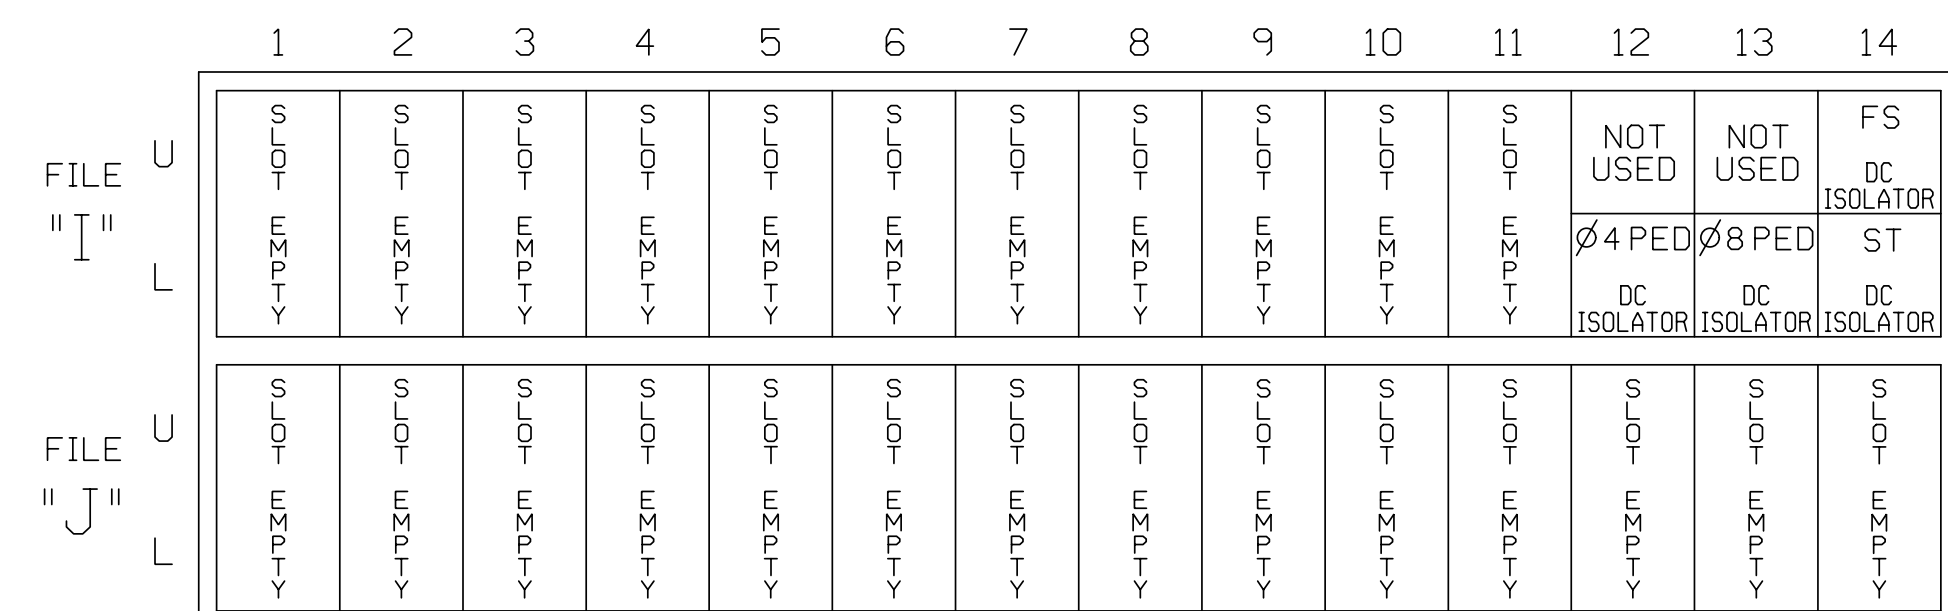 1 2 3 4 5 6 7 8 9 10 11 12 13 14
FILE "I"
U
L
SLOT EMPTY
SLOT EMPTY
SLOT EMPTY
SLOT EMPTY
SLOT EMPTY
SLOT EMPTY
SLOT EMPTY
SLOT EMPTY
SLOT EMPTY
SLOT EMPTY
SLOT EMPTY
NOT
USED
NOT
USED
FS
DC
ISOLATOR
Ø4 PED
DC
ISOLATOR
Ø8 PED
DC
ISOLATOR
ST
DC
ISOLATOR
FILE "J"
U
L
SLOT EMPTY
SLOT EMPTY
SLOT EMPTY
SLOT EMPTY
SLOT EMPTY
SLOT EMPTY
SLOT EMPTY
SLOT EMPTY
SLOT EMPTY
SLOT EMPTY
SLOT EMPTY
SLOT EMPTY
SLOT EMPTY
SLOT EMPTY